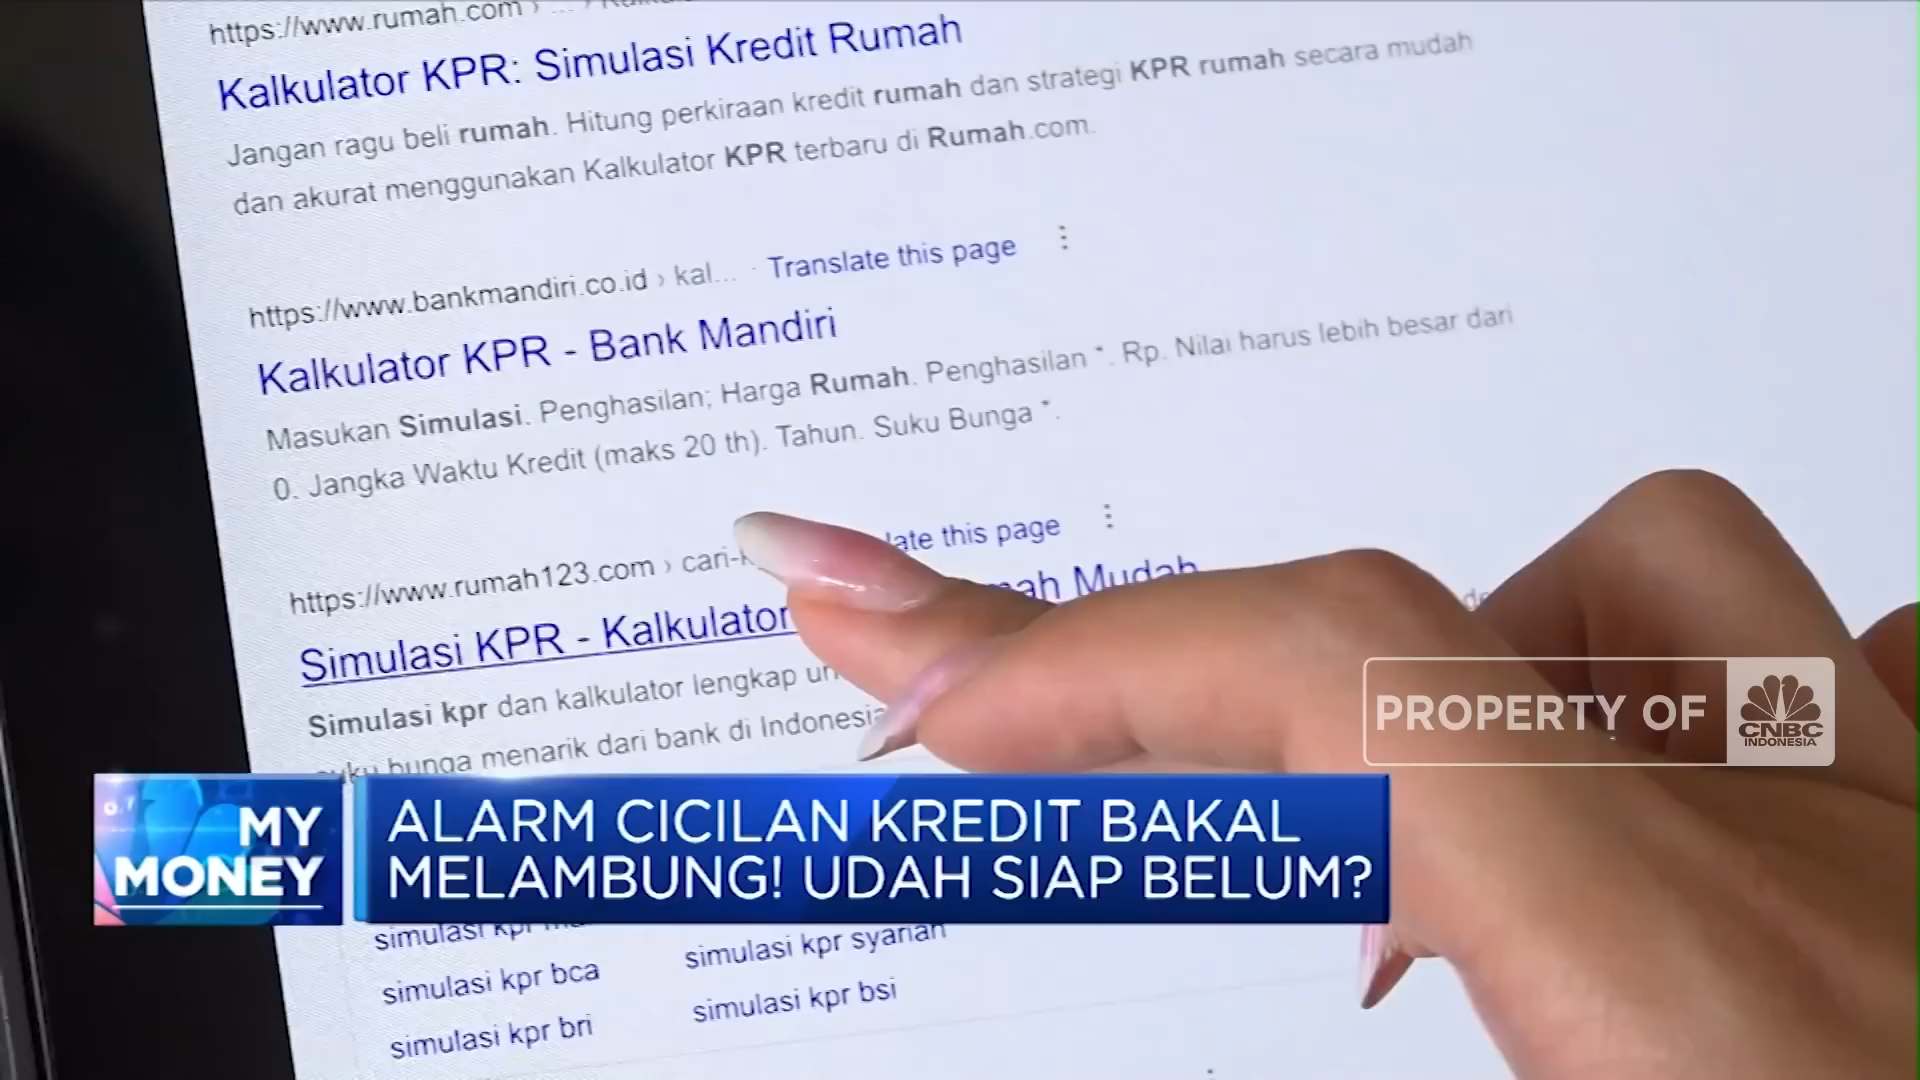 https://www.rumah.com › ...
Kalkulator KPR: Simulasi Kredit Rumah
Jangan ragu beli rumah. Hitung perkiraan kredit rumah dan strategi KPR rumah secara mudah
dan akurat menggunakan Kalkulator KPR terbaru di Rumah.com.
https://www.bankmandiri.co.id › kal... · Translate this page
Kalkulator KPR - Bank Mandiri
Masukan Simulasi. Penghasilan; Harga Rumah. Penghasilan *. Rp. Nilai harus lebih besar dari
0. Jangka Waktu Kredit (maks 20 th). Tahun. Suku Bunga *.
https://www.rumah123.com › cari- this page
Simulasi KPR - Kalkulator Mudah
Simulasi kpr dan kalkulator lengkap
bunga menarik dari bank di Indonesia
PROPERTY OF CNBC INDONESIA
MY MONEY
ALARM CICILAN KREDIT BAKAL
MELAMBUNG! UDAH SIAP BELUM?
simulasi kpr
simulasi kpr syariah
simulasi kpr bca
simulasi kpr bsi
simulasi kpr bri